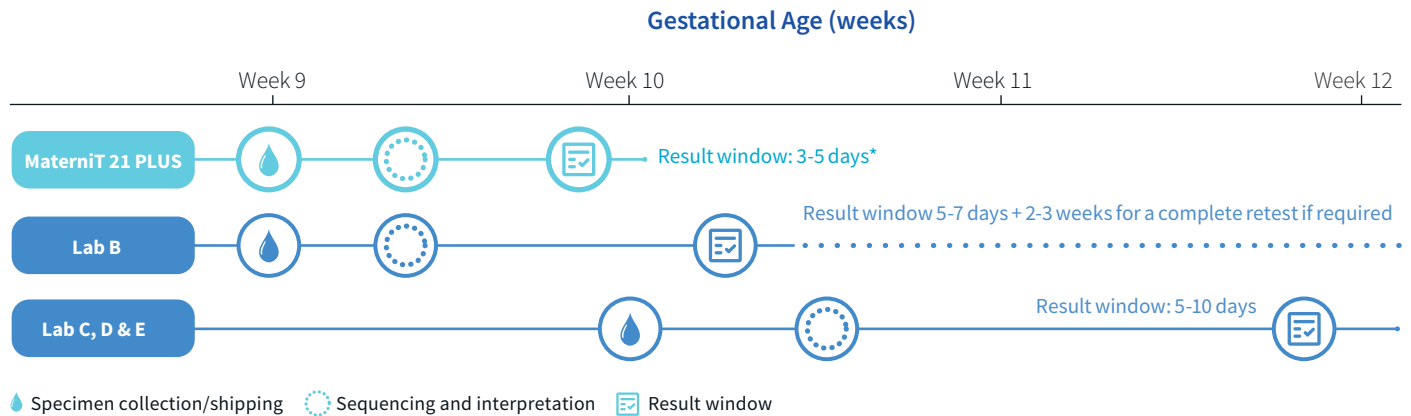 Gestational Age (weeks)
Week 9
Week 10
Week 11
Week 12
MaterniT 21 PLUS
Result window: 3-5 days*
Lab B
Result window 5-7 days + 2-3 weeks for a complete retest if required
Lab C, D & E
Result window: 5-10 days
Specimen collection/shipping
Sequencing and interpretation
Result window